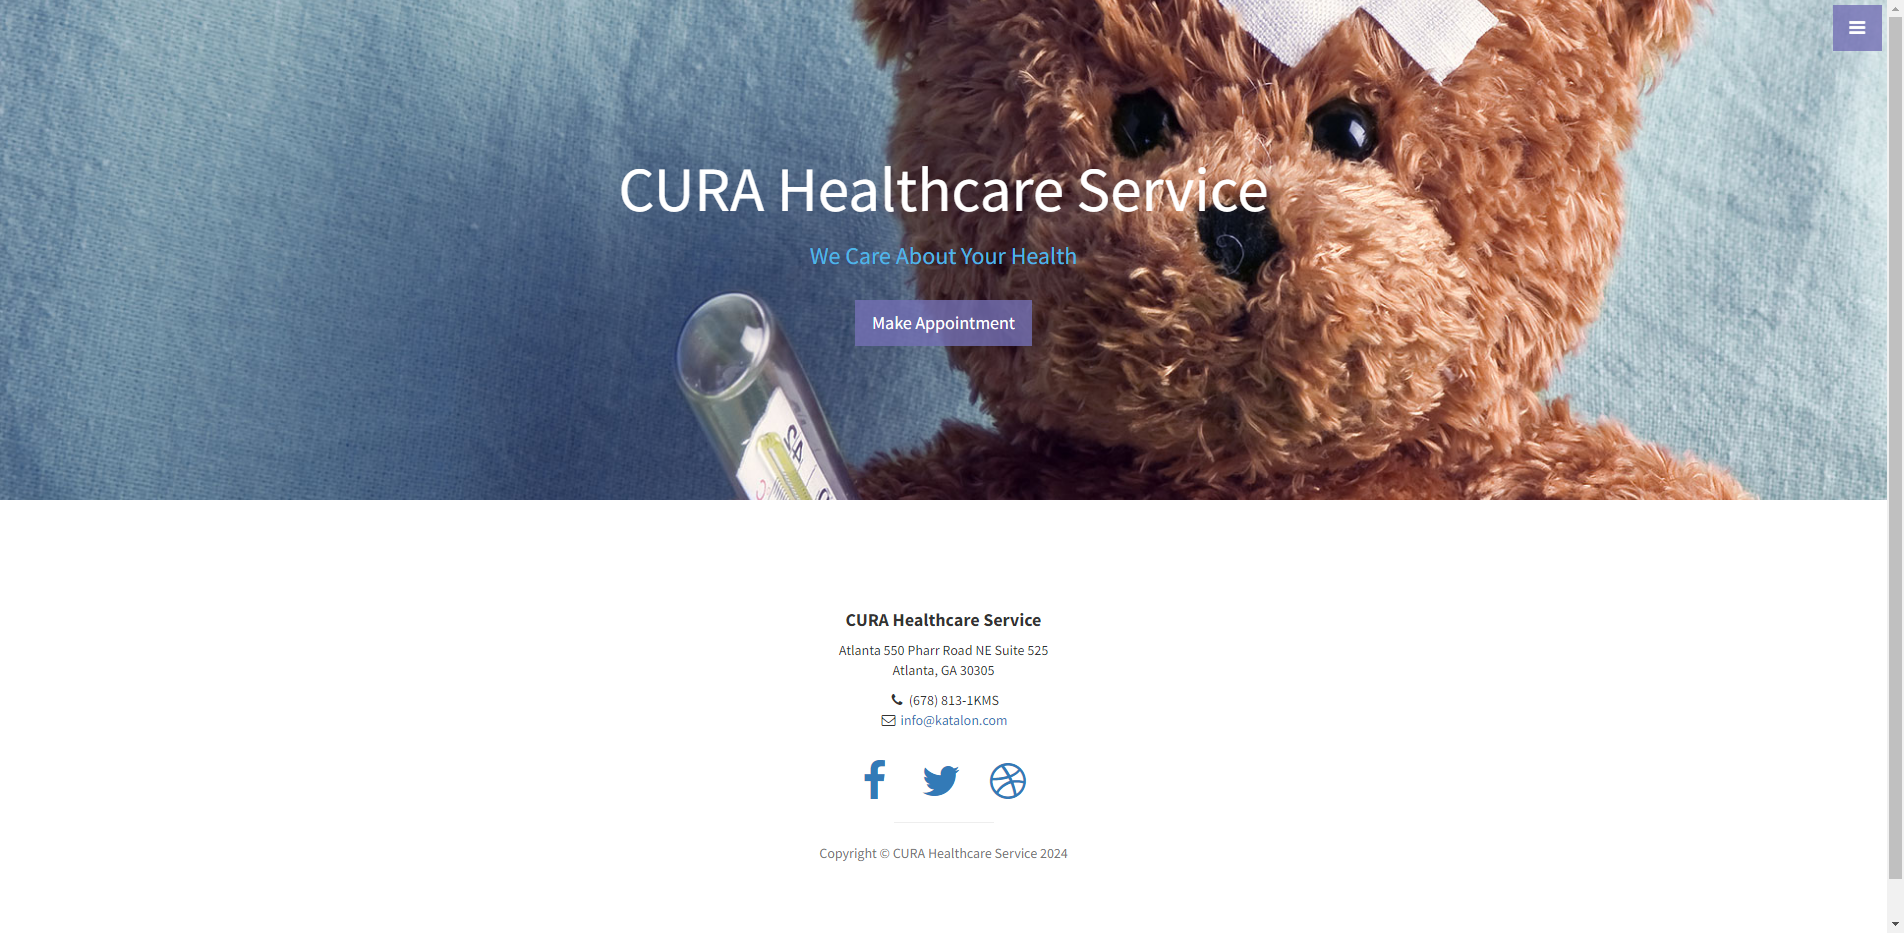 CURA Healthcare Service
We Care About Your Health
Make Appointment
CURA Healthcare Service
Atlanta 550 Pharr Road NE Suite 525
Atlanta, GA 30305
(678) 813-1KMS
info@katalon.com
Copyright © CURA Healthcare Service 2024